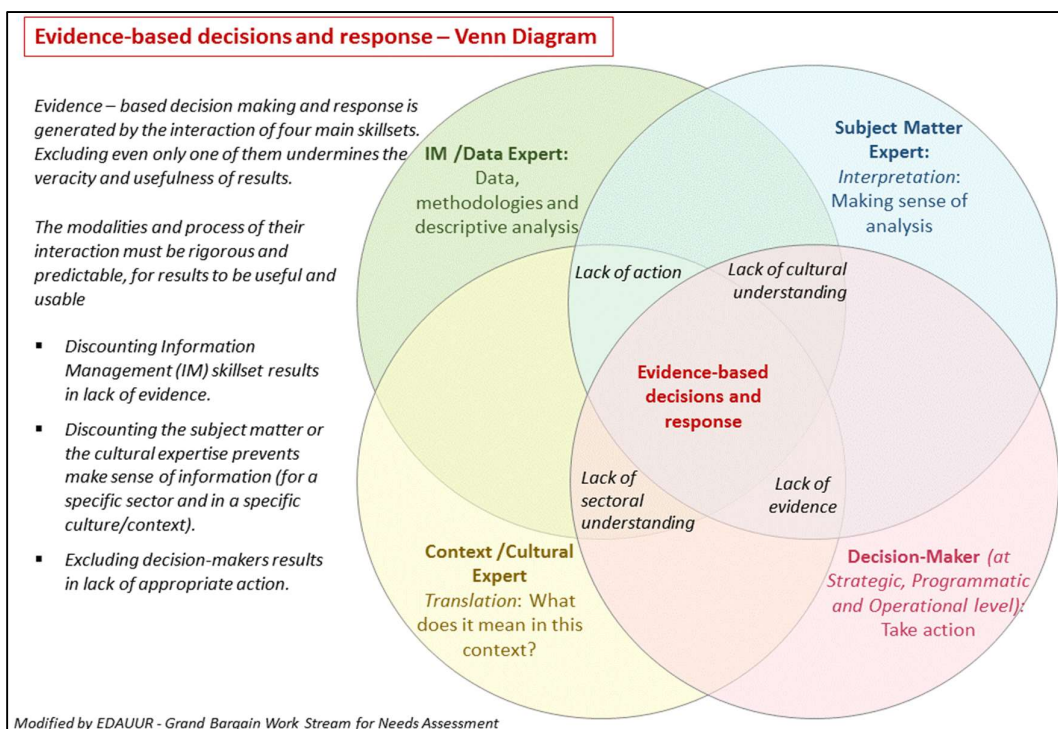 Evidence-based decisions and response – Venn Diagram
Evidence – based decision making and response is
generated by the interaction of four main skillsets.
Excluding even only one of them undermines the
veracity and usefulness of results.
The modalities and process of their
interaction must be rigorous and
predictable, for results to be useful and
usable
▪ Discounting Information
Management (IM) skillset results
in lack of evidence.
▪ Discounting the subject matter or
the cultural expertise prevents
make sense of information (for a
specific sector and in a specific
culture/context).
▪ Excluding decision-makers results
in lack of appropriate action.
IM /Data Expert:
Data,
methodologies and
descriptive analysis
Subject Matter
Expert:
Interpretation:
Making sense of
analysis
Lack of action
Lack of cultural
understanding
Evidence-based
decisions and
response
Lack of
sectoral
understanding
Lack of
evidence
Context /Cultural
Expert
Translation: What
does it mean in this
context?
Decision-Maker (at
Strategic, Programmatic
and Operational level):
Take action
Modified by EDAUUR - Grand Bargain Work Stream for Needs Assessment